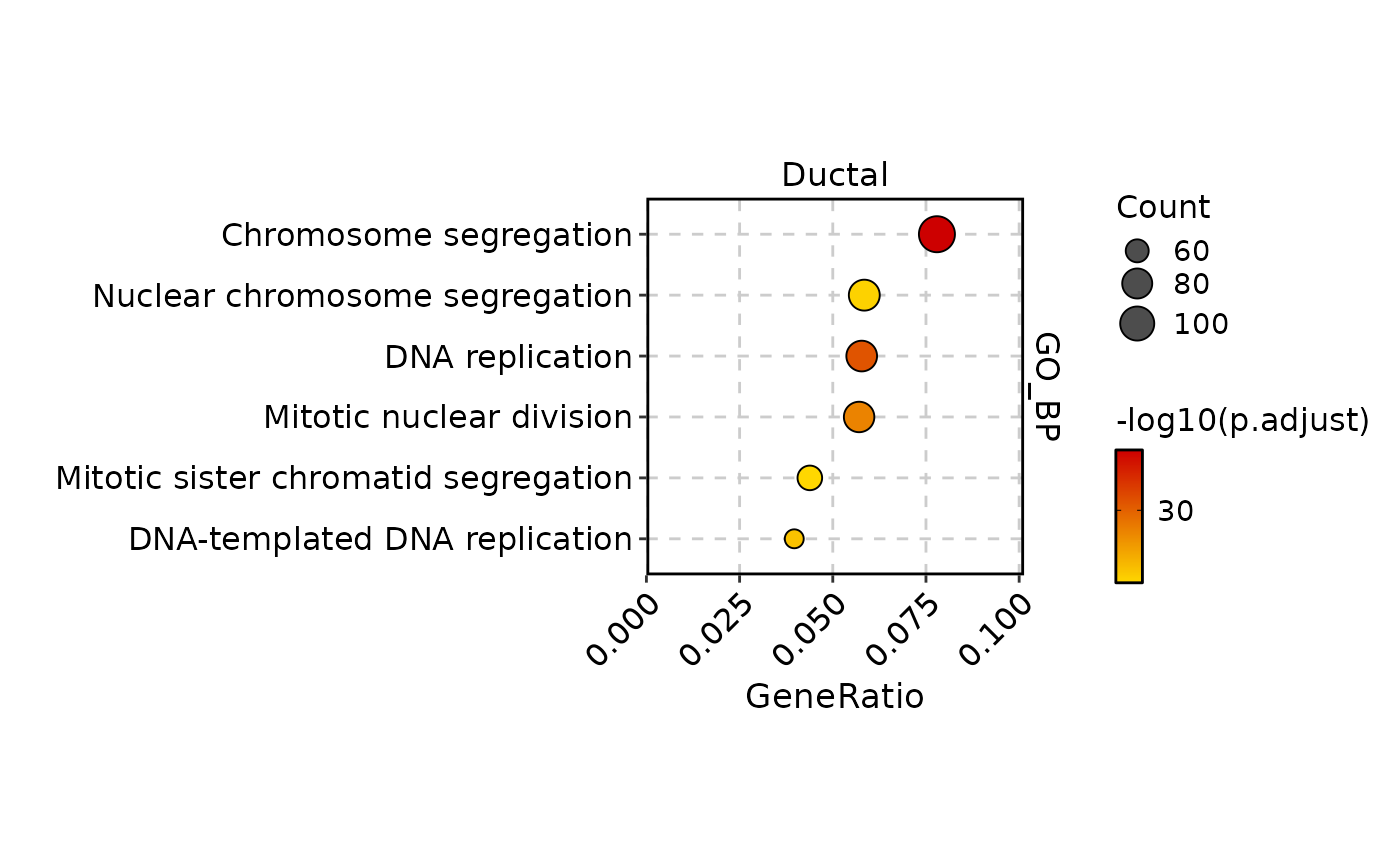 Ductal
Chromosome segregation
Nuclear chromosome segregation
DNA replication
Mitotic nuclear division
Mitotic sister chromatid segregation
DNA-templated DNA replication
0.000
0.025
0.050
0.075
0.100
GeneRatio
GO_BP
Count
60
80
100
-log10(p.adjust)
30